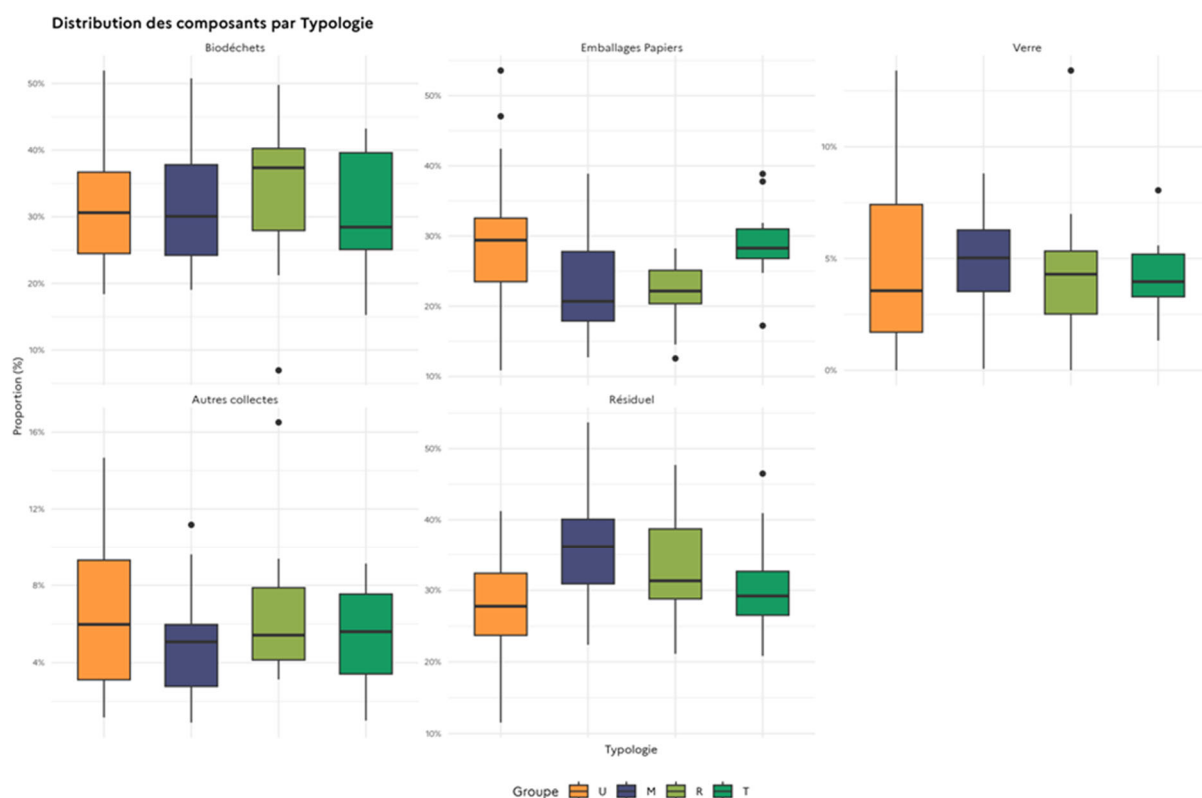 Distribution des composants par Typologie
Biodéchets
50%
40%
30%
20%
10%
Emballages Papiers
50%
40%
30%
20%
10%
Verre
10%
5%
0%
Proportion (%)
Autres collectes
16%
12%
8%
4%
Résiduel
50%
40%
30%
20%
10%
Typologie
Groupe U M R T